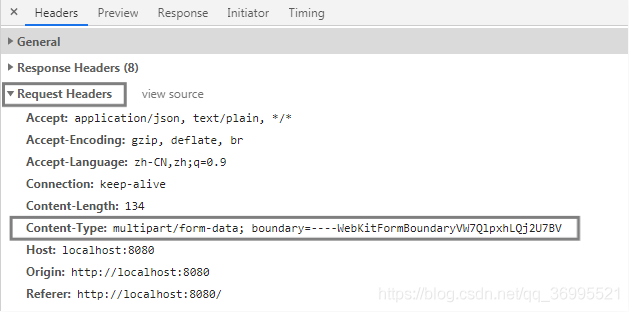 × Headers Preview Response Initiator Timing
▶ General
▶ Response Headers (8)
▼ Request Headers view source
Accept: application/json, text/plain, */*
Accept-Encoding: gzip, deflate, br
Accept-Language: zh-CN,zh;q=0.9
Connection: keep-alive
Content-Length: 134
Content-Type: multipart/form-data; boundary=----WebKitFormBoundaryVW7QlpxhLQj2U7BV
Host: localhost:8080
Origin: http://localhost:8080
Referer: http://localhost:8080/
https://blog.csdn.net/qq_36995521